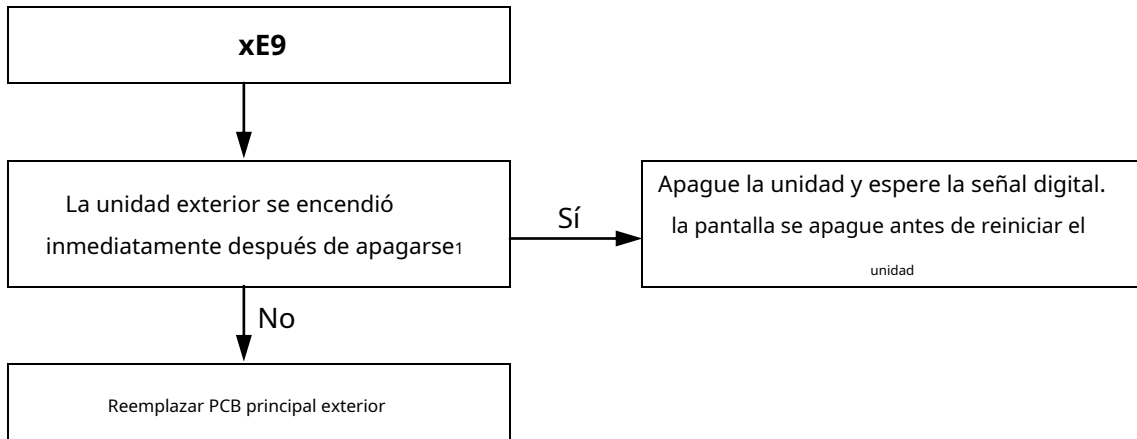 xE9
La unidad exterior se encendió
inmediatamente después de apagarse1
Sí
Apague la unidad y espere la señal digital.
la pantalla se apague antes de reiniciar el
unidad
No
Reemplazar PCB principal exterior